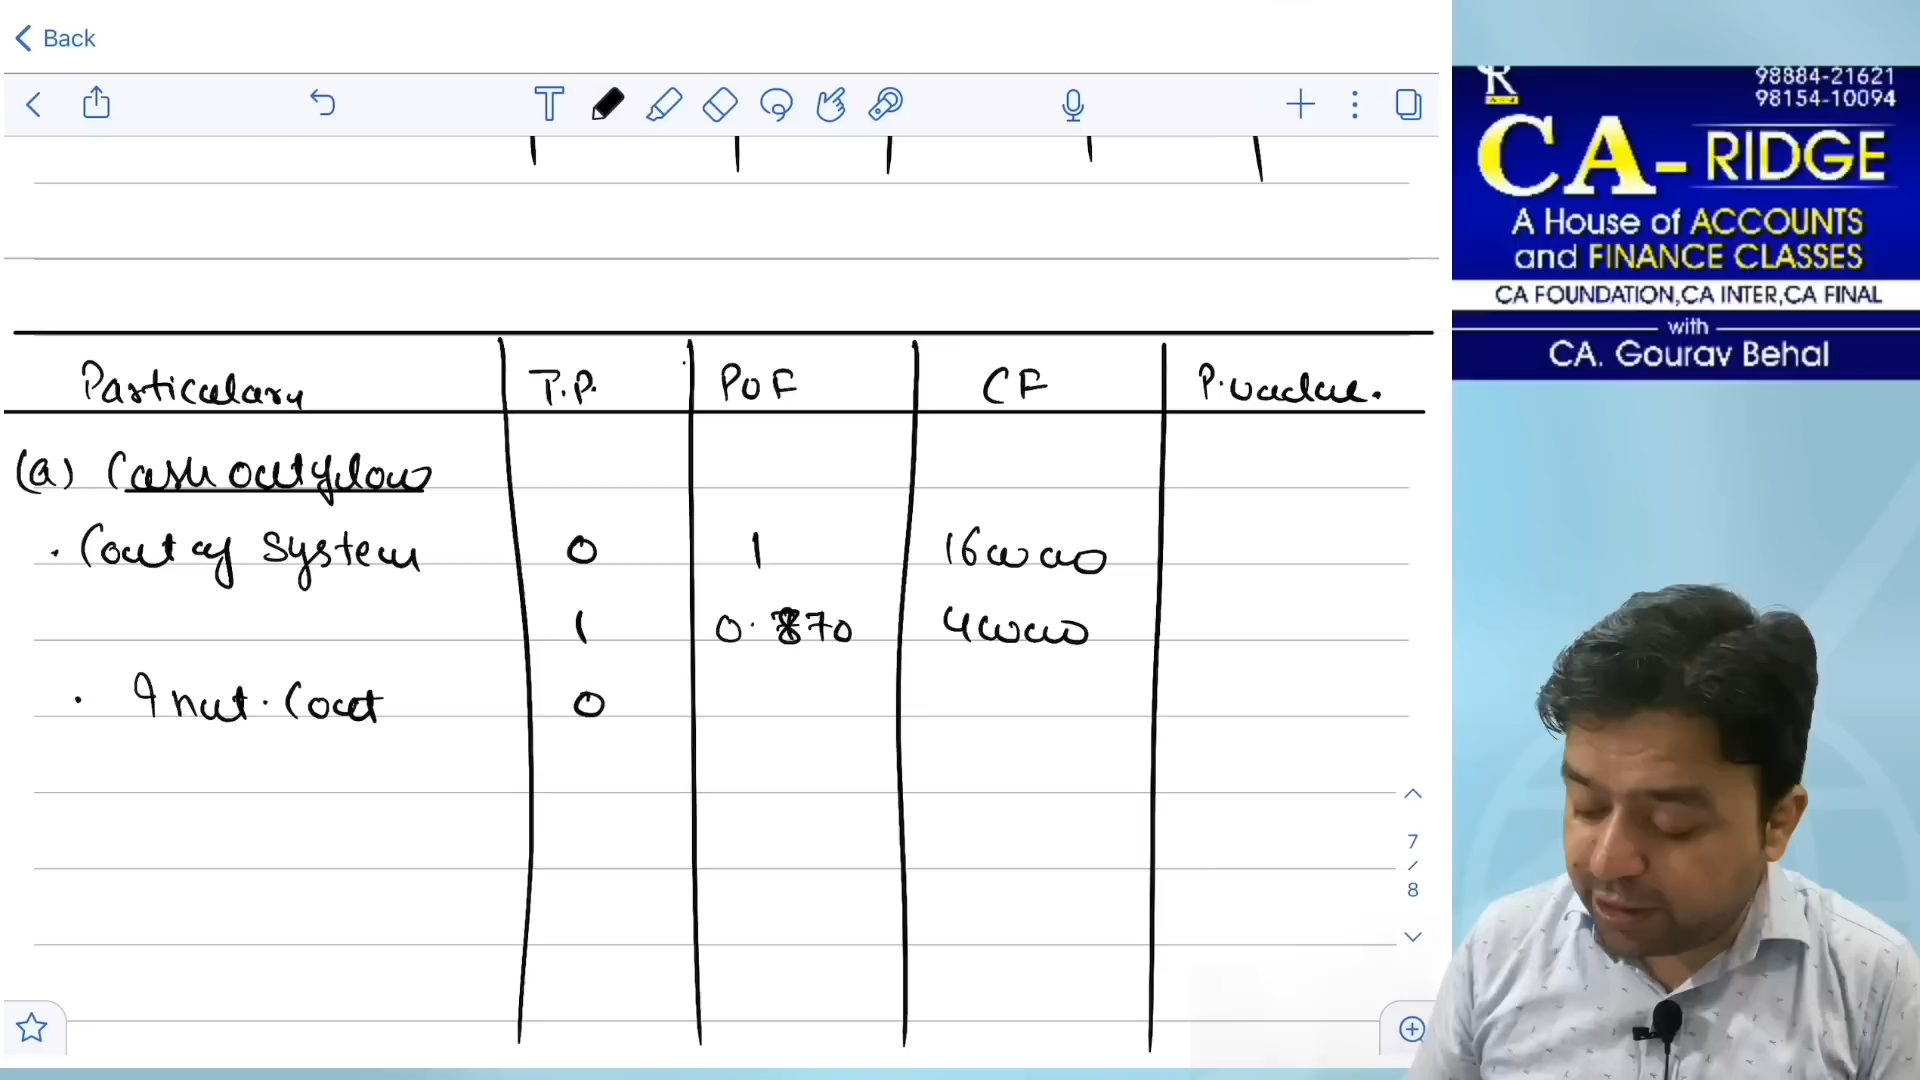 Back
T
Particulars T.P. PVF CF P.value.
(a) Cash outflow
· Cost of System 0 1 160000
1 0.870 40000
· Inst. Cost 0
7
/
8
R
98884-21621
98154-10094
CA-RIDGE
A House of ACCOUNTS
and FINANCE CLASSES
CA FOUNDATION,CA INTER,CA FINAL
with
CA. Gourav Behal